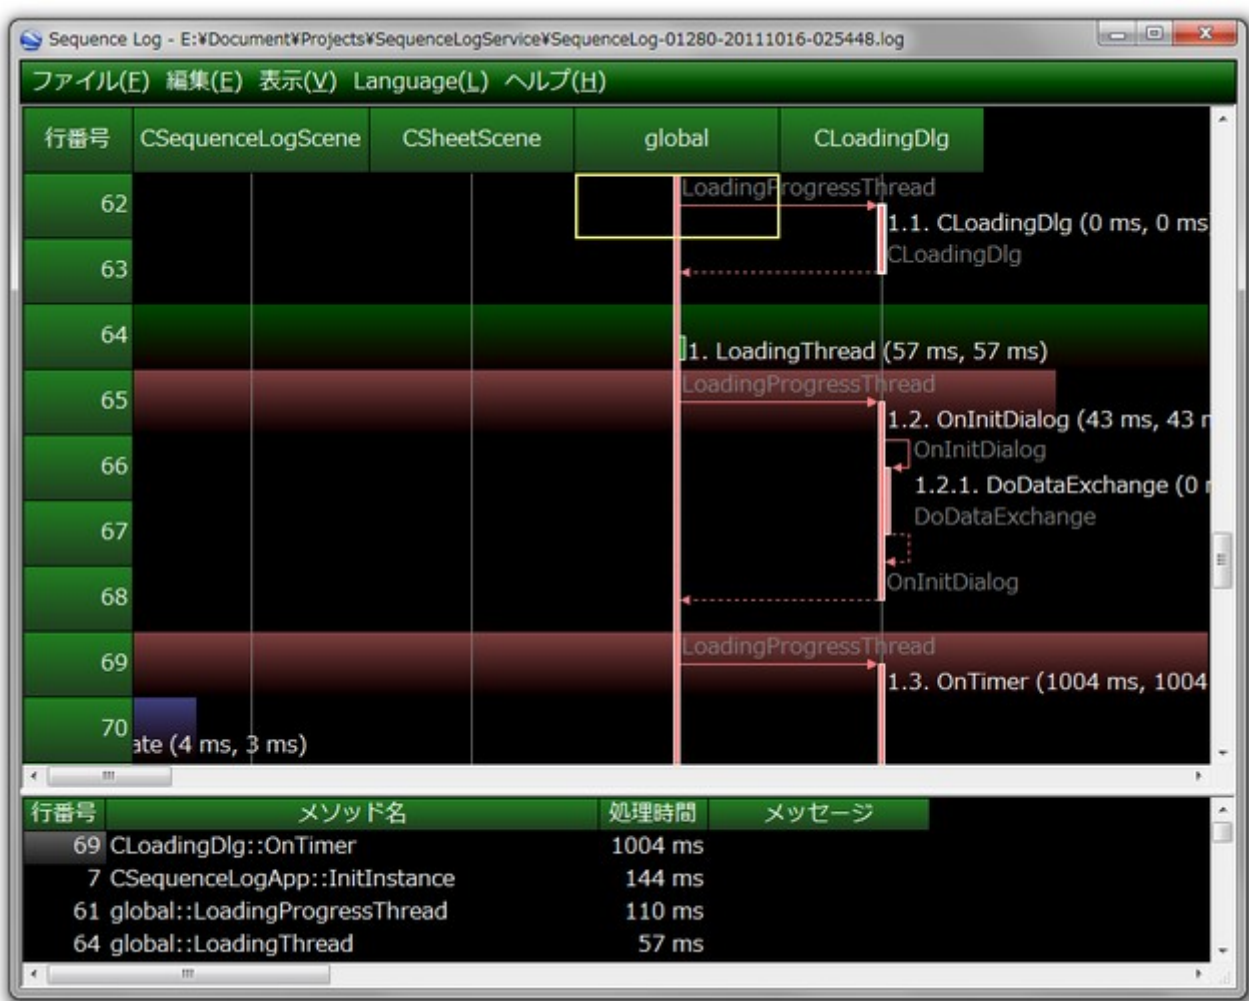 Sequence Log - E:¥Document¥Projects¥SequenceLogService¥SequenceLog-01280-20111016-025448.log
ファイル(F) 編集(E) 表示(V) Language(L) ヘルプ(H)
行番号 CSequenceLogScene CSheetScene global CLoadingDlg
62 LoadingProgressThread
1.1. CLoadingDlg (0 ms, 0 ms
63 CLoadingDlg
64
1. LoadingThread (57 ms, 57 ms)
65 LoadingProgressThread
1.2. OnInitDialog (43 ms, 43
66 OnInitDialog
1.2.1. DoDataExchange (0
67 DoDataExchange
68 OnInitDialog
69 LoadingProgressThread
1.3. OnTimer (1004 ms, 1004
70
ate (4 ms, 3 ms)
行番号 メソッド名 処理時間 メッセージ
69 CLoadingDlg::OnTimer 1004 ms
7 CSequenceLogApp::InitInstance 144 ms
61 global::LoadingProgressThread 110 ms
64 global::LoadingThread 57 ms